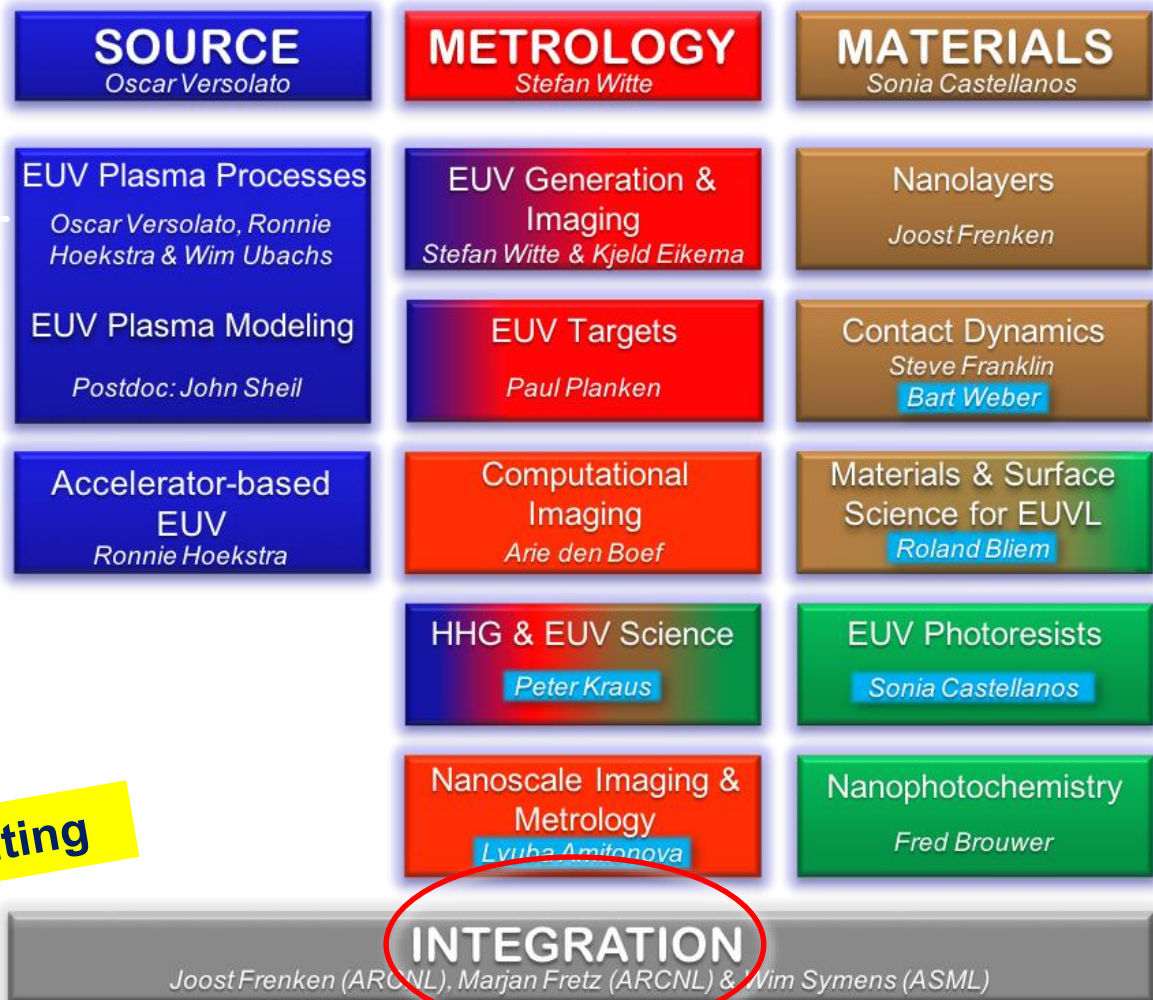 SOURCE
Oscar Versolato
EUV Plasma Processes
Oscar Versolato, Ronnie
Hoekstra & Wim Ubachs
EUV Plasma Modeling
Postdoc: John Sheil
Accelerator-based
EUV
Ronnie Hoekstra
METROLOGY
Stefan Witte
EUV Generation &
Imaging
Stefan Witte & Kjeld Eikema
EUV Targets
Paul Planken
Computational
Imaging
Arie den Boef
HHG & EUV Science
Peter Kraus
Nanoscale Imaging &
Metrology
Lyuba Amitonova
MATERIALS
Sonia Castellanos
Nanolayers
Joost Frenken
Contact Dynamics
Steve Franklin
Bart Weber
Materials & Surface
Science for EUVL
Roland Bliem
EUV Photoresists
Sonia Castellanos
Nanophotochemistry
Fred Brouwer
ting
INTEGRATION
Joost Frenken (ARCNL), Marjan Fretz (ARCNL) & Wim Symens (ASML)